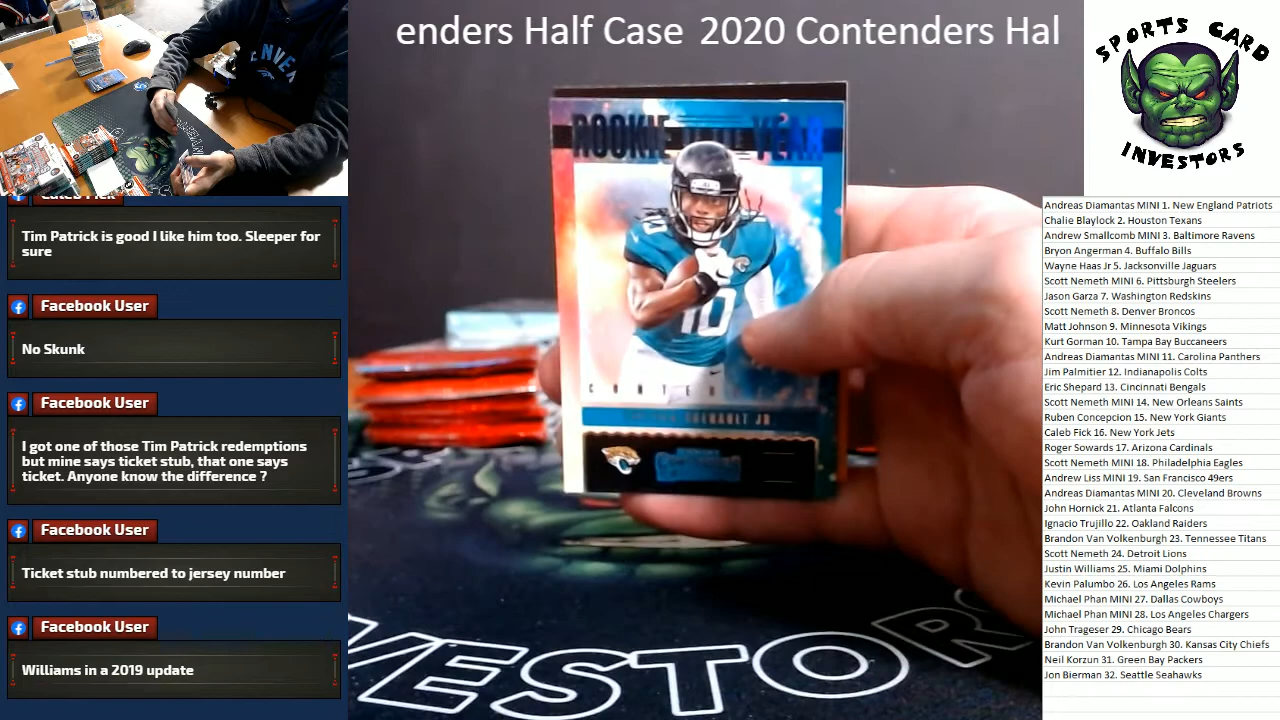 enders Half Case 2020 Contenders Hal
SPORTS CARD
INVESTORS
Tim Patrick is good I like him too. Sleeper for
sure
Facebook User
No Skunk
Facebook User
I got one of those Tim Patrick redemptions
but mine says ticket stub, that one says
ticket. Anyone know the difference ?
Facebook User
Ticket stub numbered to jersey number
Facebook User
Williams in a 2019 update
ROOKIE OF THE YEAR
10
10
JR
VESTORS
Andreas Diamantas MINI 1. New England Patriots
Chalie Blaylock 2. Houston Texans
Andrew Smallcomb MINI 3. Baltimore Ravens
Bryon Angerman 4. Buffalo Bills
Wayne Haas Jr 5. Jacksonville Jaguars
Scott Nemeth MINI 6. Pittsburgh Steelers
Jason Garza 7. Washington Redskins
Scott Nemeth 8. Denver Broncos
Matt Johnson 9. Minnesota Vikings
Kurt Gorman 10. Tampa Bay Buccaneers
Andreas Diamantas MINI 11. Carolina Panthers
Jim Palmitier 12. Indianapolis Colts
Eric Shepard 13. Cincinnati Bengals
Scott Nemeth MINI 14. New Orleans Saints
Ruben Concepcion 15. New York Giants
Caleb Fick 16. New York Jets
Roger Sowards 17. Arizona Cardinals
Scott Nemeth MINI 18. Philadelphia Eagles
Andrew Liss MINI 19. San Francisco 49ers
Andreas Diamantas MINI 20. Cleveland Browns
John Hornick 21. Atlanta Falcons
Ignacio Trujillo 22. Oakland Raiders
Brandon Van Volkenburgh 23. Tennessee Titans
Scott Nemeth 24. Detroit Lions
Justin Williams 25. Miami Dolphins
Kevin Palumbo 26. Los Angeles Rams
Michael Phan MINI 27. Dallas Cowboys
Michael Phan MINI 28. Los Angeles Chargers
John Trageser 29. Chicago Bears
Brandon Van Volkenburgh 30. Kansas City Chiefs
Neil Korzun 31. Green Bay Packers
Jon Bierman 32. Seattle Seahawks